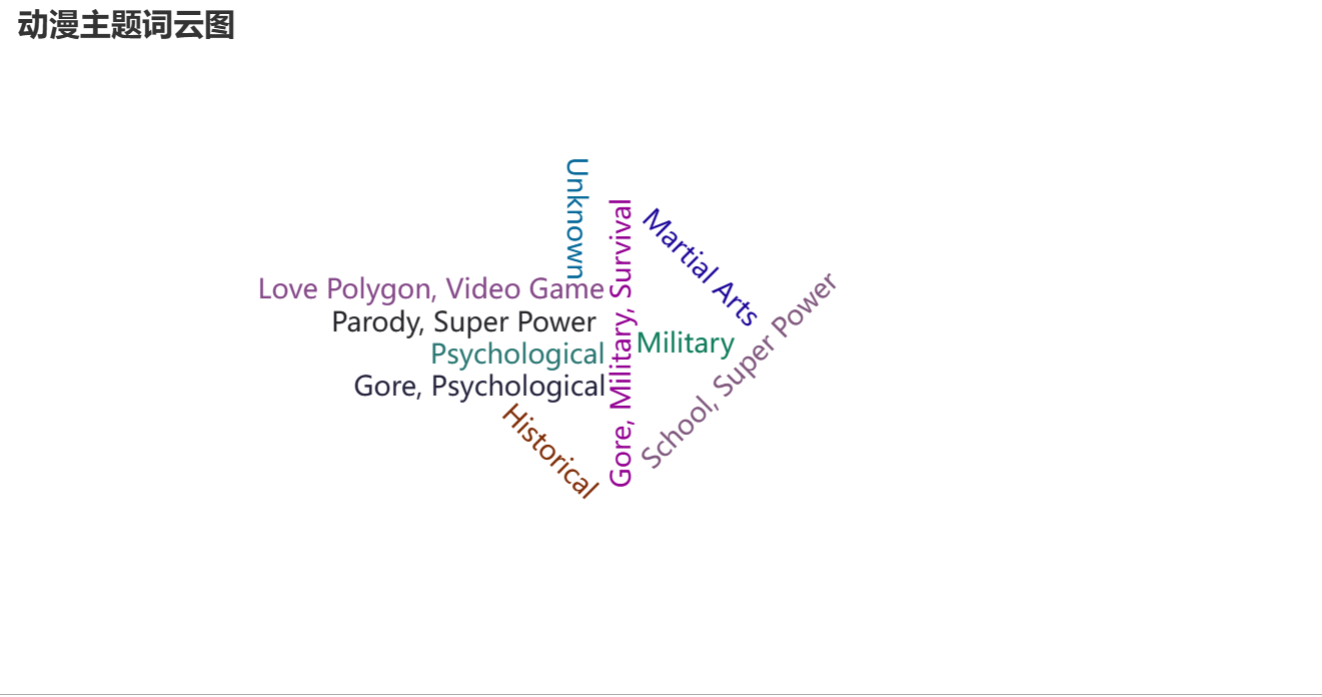 动漫主题词云图
Unknown
Gore, Military, Survival
Martial Arts
Love Polygon, Video Game
School, Super Power
Parody, Super Power
Military
Psychological
Gore, Psychological
Historical